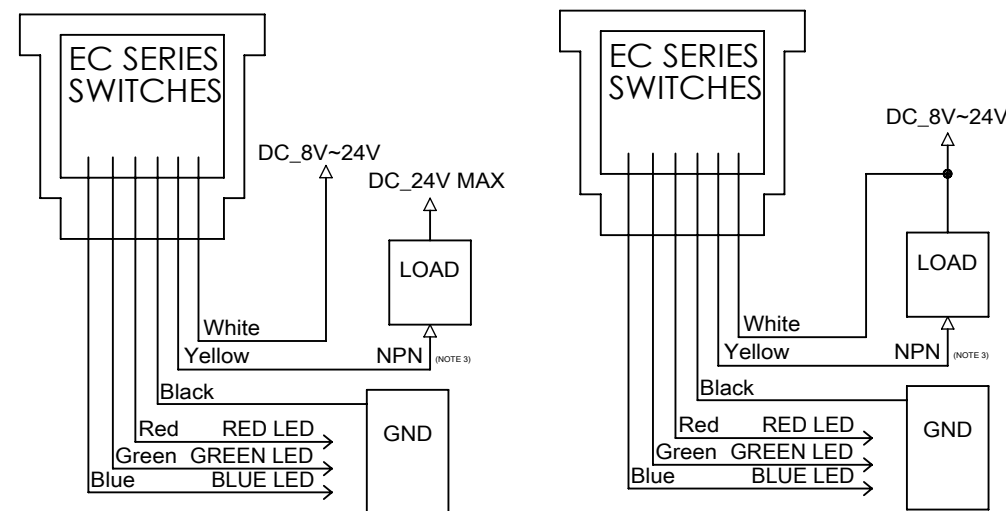 EC SERIES
SWITCHES
DC_8V~24V
DC_24V MAX
LOAD
White
Yellow
NPN (NOTE 3)
Black
GND
Red RED LED
Green GREEN LED
Blue BLUE LED
EC SERIES
SWITCHES
DC_8V~24V
LOAD
White
Yellow
NPN (NOTE 3)
Black
GND
Red RED LED
Green GREEN LED
Blue BLUE LED